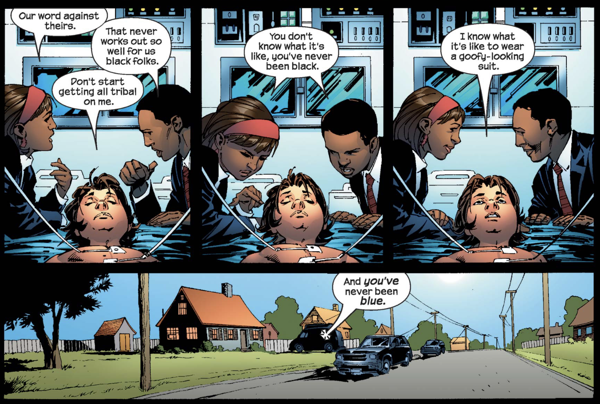 Our word against
theirs.
That never
works out so
well for us
black folks.
Don't start
getting all tribal
on me.
You don't
know what it's
like, you've never
been black.
I know what
it's like to wear
a goofy-looking
suit.
And you've
never been
blue.